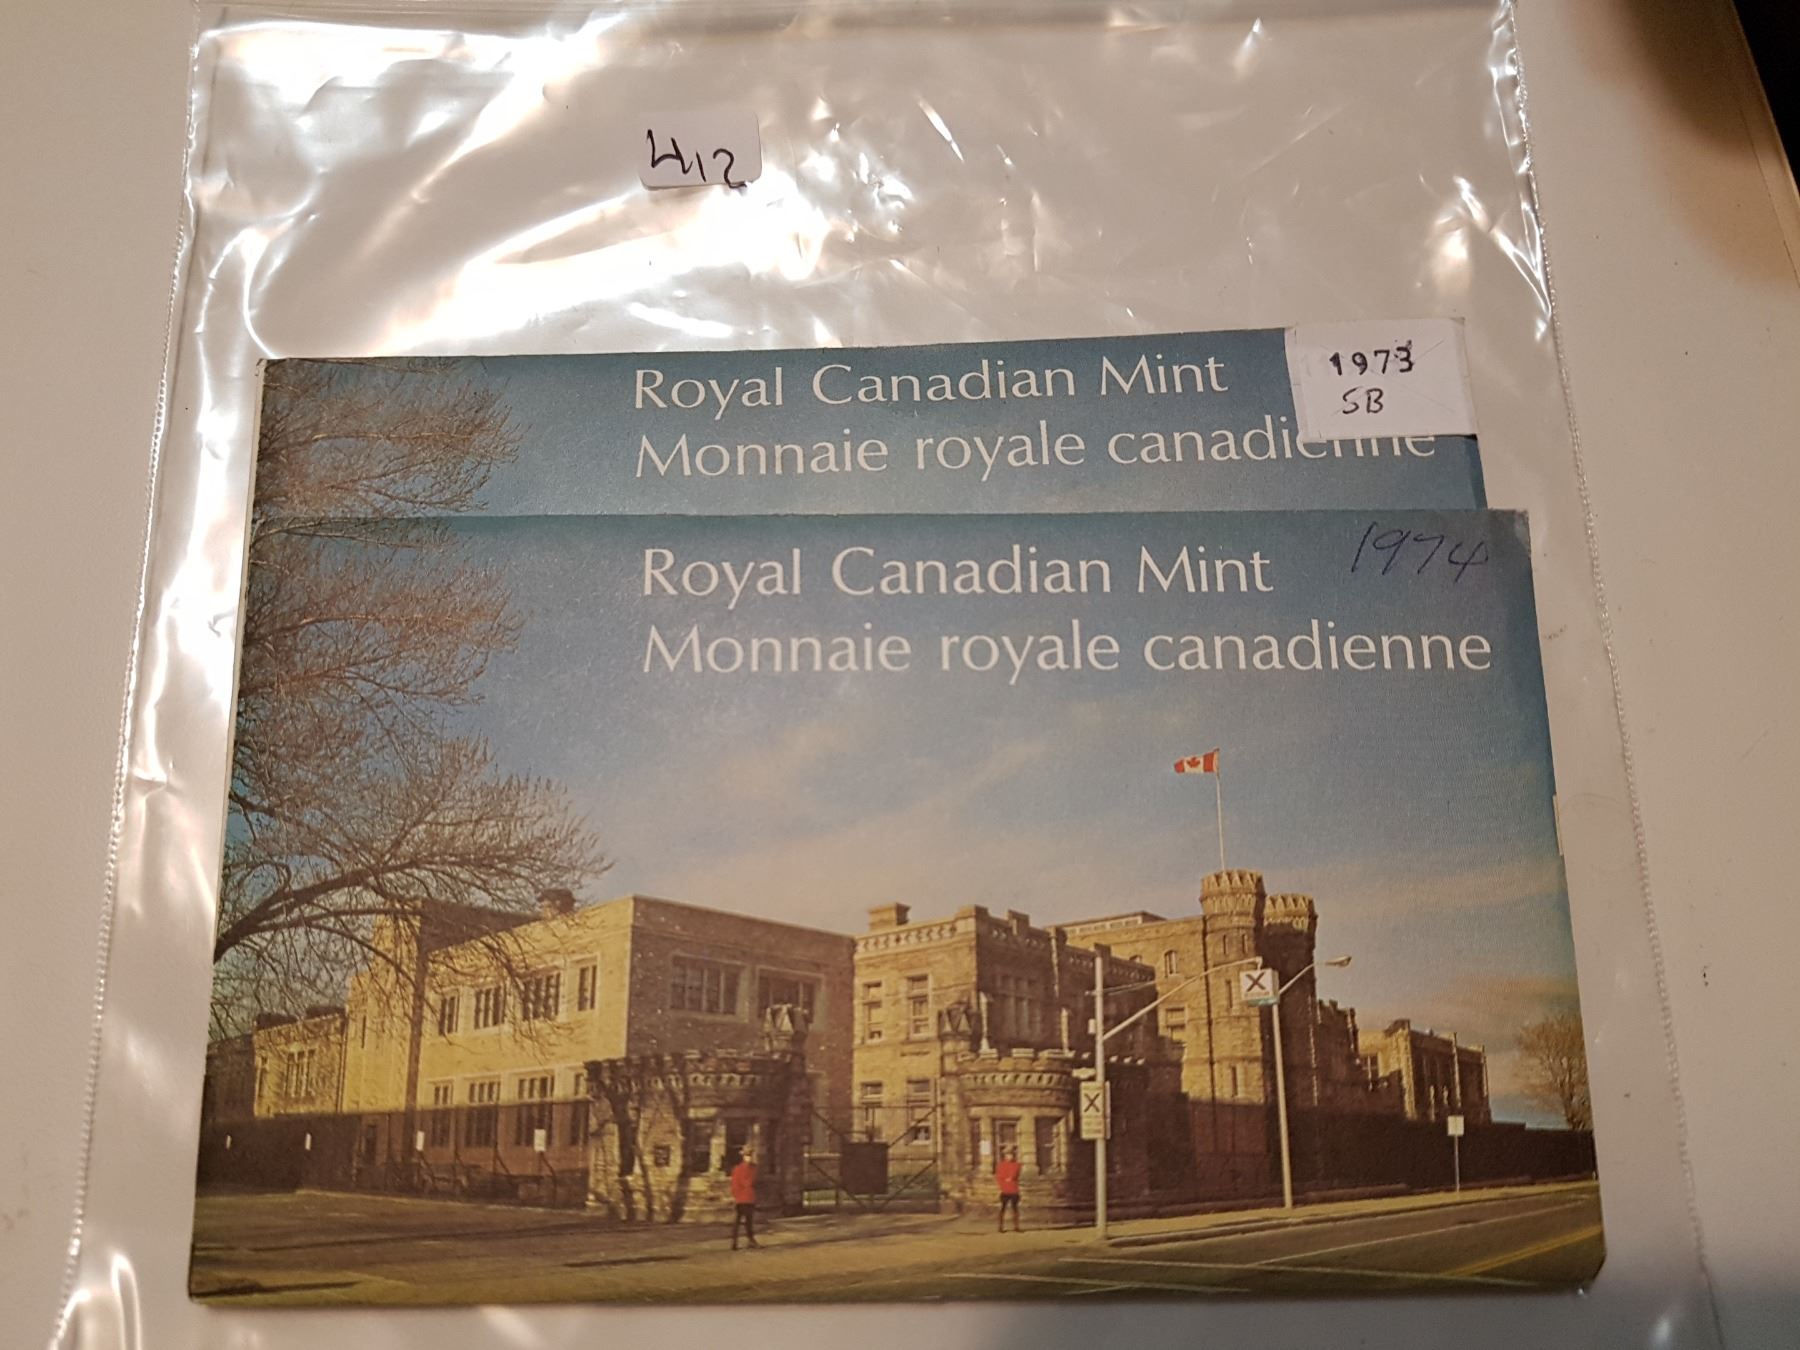 412
Royal Canadian Mint
1973
SB
Monnaie royale canadienne
Royal Canadian Mint
1974
Monnaie royale canadienne
X
X